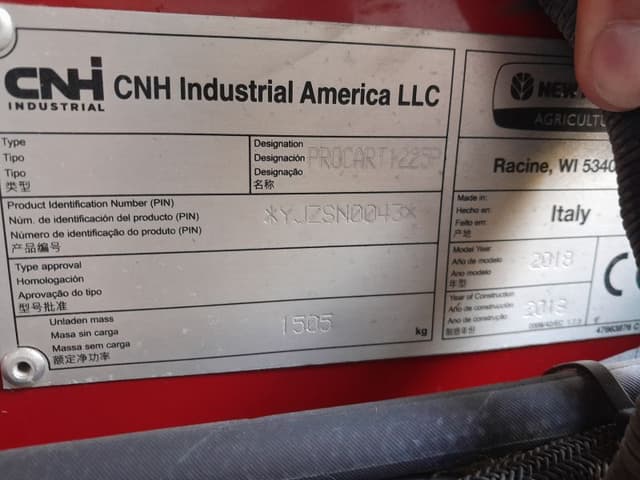 CNH
INDUSTRIAL
CNH Industrial America LLC
Type
Tipo
Tipo
类型
Designation
Designación
Designação
名称
PROCART1225P
Product Identification Number (PIN)
Núm. de identificación del producto (PIN)
Número de identificação do produto (PIN)
产品编号
*YJZSN0043*
Type approval
Homologación
Aprovação do tipo
型号批准
Unladen mass
Masa sin carga
Massa sem carga
额定净功率
1505
kg
NEW
AGRICULTU
Racine, WI 5340
Made in:
Hecho en:
Feito em:
产地
Italy
Model Year
Año de modelo
Ano modelo
年型
2018
Year of Construction
Año de construcción
Ano de construção
制造年份
2018
CE